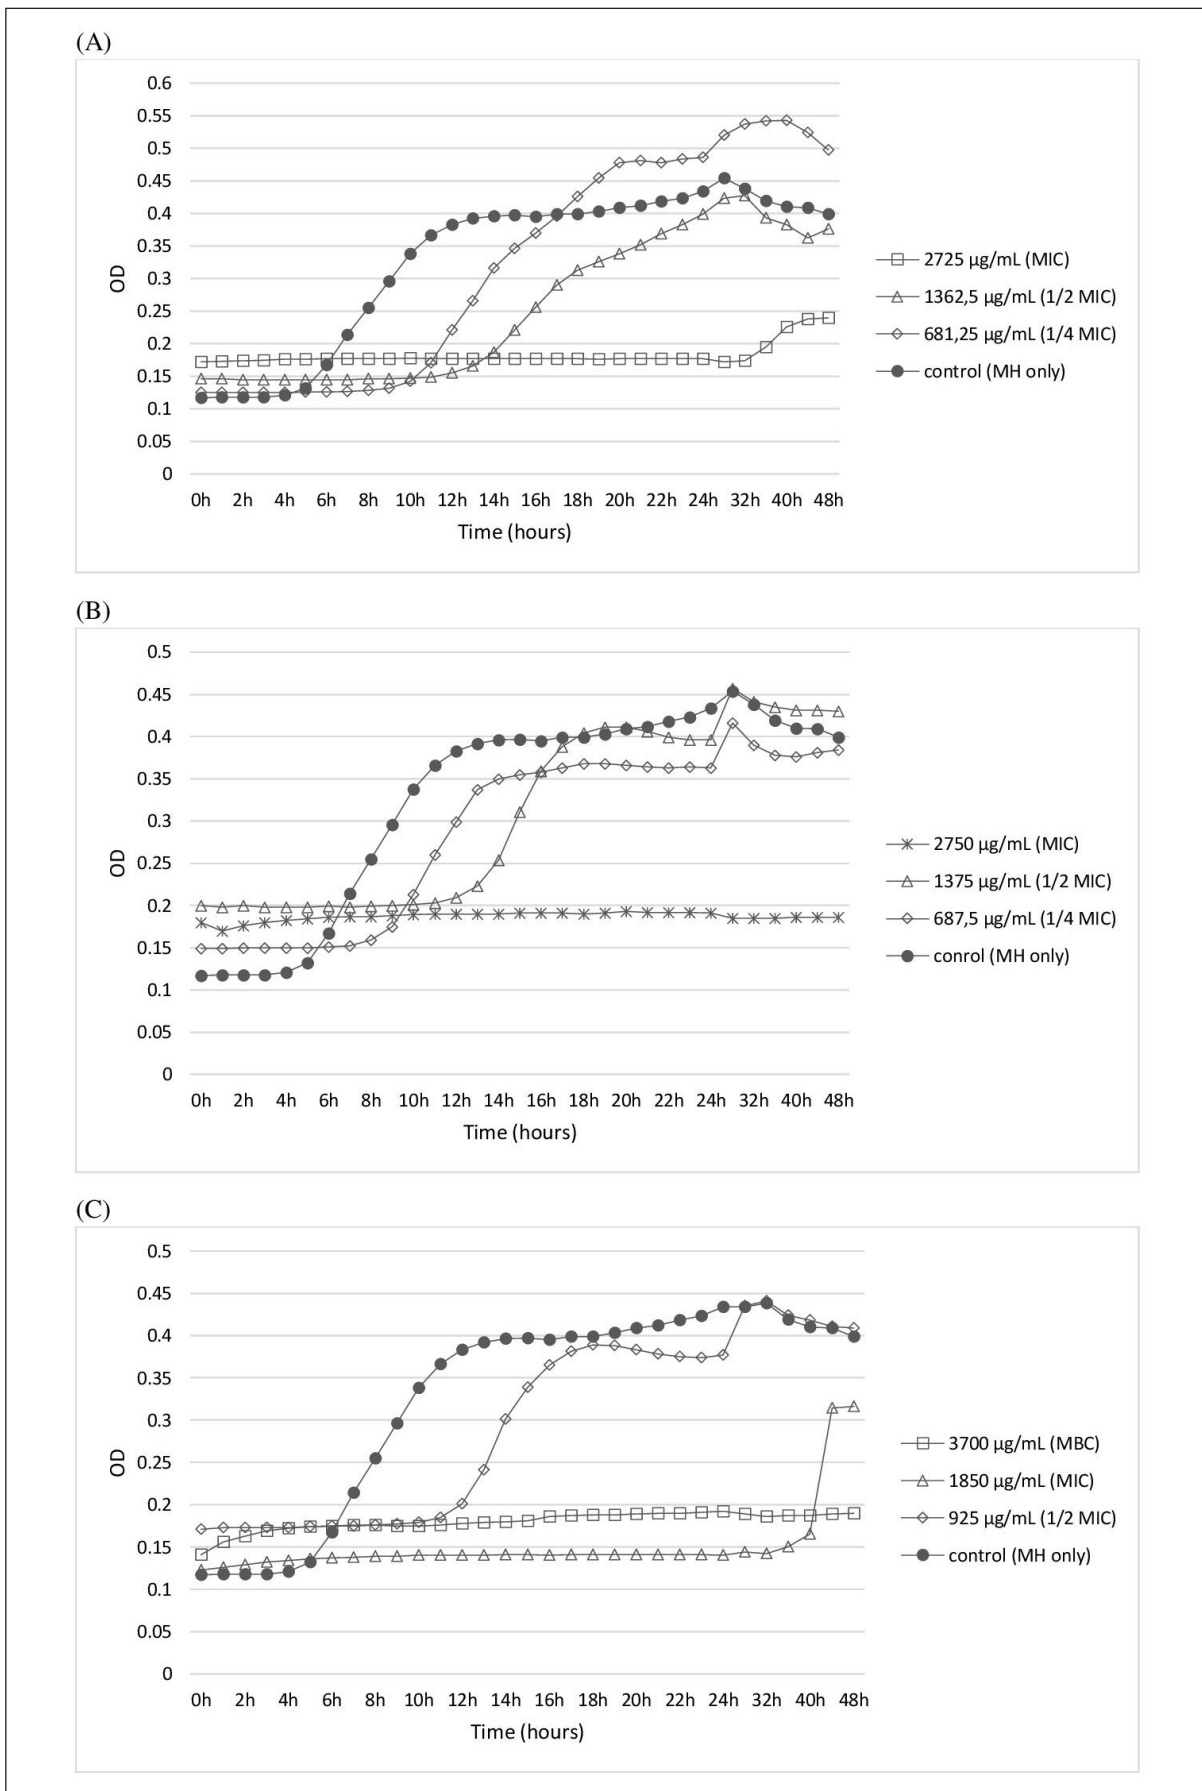 (A)
0.6
0.55
0.5
0.45
0.4
0.35
0.3
0.25
0.2
0.15
0.1
0.05
0
OD
0h 2h 4h 6h 8h 10h 12h 14h 16h 18h 20h 22h 24h 32h 40h 48h
Time (hours)
2725 µg/mL (MIC)
1362,5 µg/mL (1/2 MIC)
681,25 µg/mL (1/4 MIC)
control (MH only)
(B)
0.5
0.45
0.4
0.35
0.3
0.25
0.2
0.15
0.1
0.05
0
OD
0h 2h 4h 6h 8h 10h 12h 14h 16h 18h 20h 22h 24h 32h 40h 48h
Time (hours)
2750 µg/mL (MIC)
1375 µg/mL (1/2 MIC)
687,5 µg/mL (1/4 MIC)
conrol (MH only)
(C)
0.5
0.45
0.4
0.35
0.3
0.25
0.2
0.15
0.1
0.05
0
OD
0h 2h 4h 6h 8h 10h 12h 14h 16h 18h 20h 22h 24h 32h 40h 48h
Time (hours)
3700 µg/mL (MBC)
1850 µg/mL (MIC)
925 µg/mL (1/2 MIC)
control (MH only)